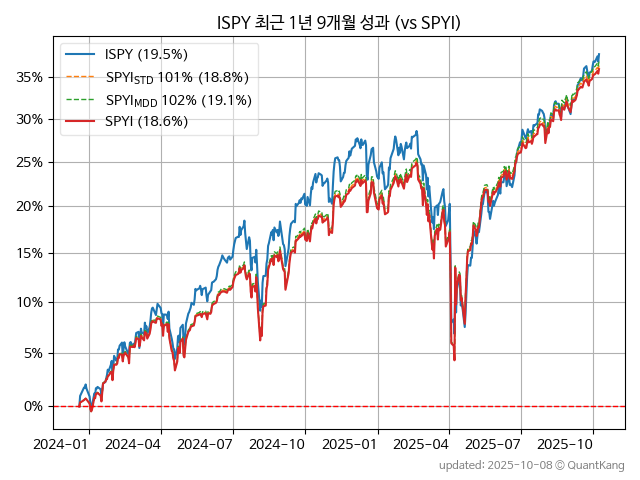 ISPY 최근 1년 9개월 성과 (vs SPYI)
ISPY (19.5%)
SPYI_STD 101% (18.8%)
SPYI_MDD 102% (19.1%)
SPYI (18.6%)
35%
30%
25%
20%
15%
10%
5%
0%
2024-01 2024-04 2024-07 2024-10 2025-01 2025-04 2025-07 2025-10
updated: 2025-10-08 © QuantKang